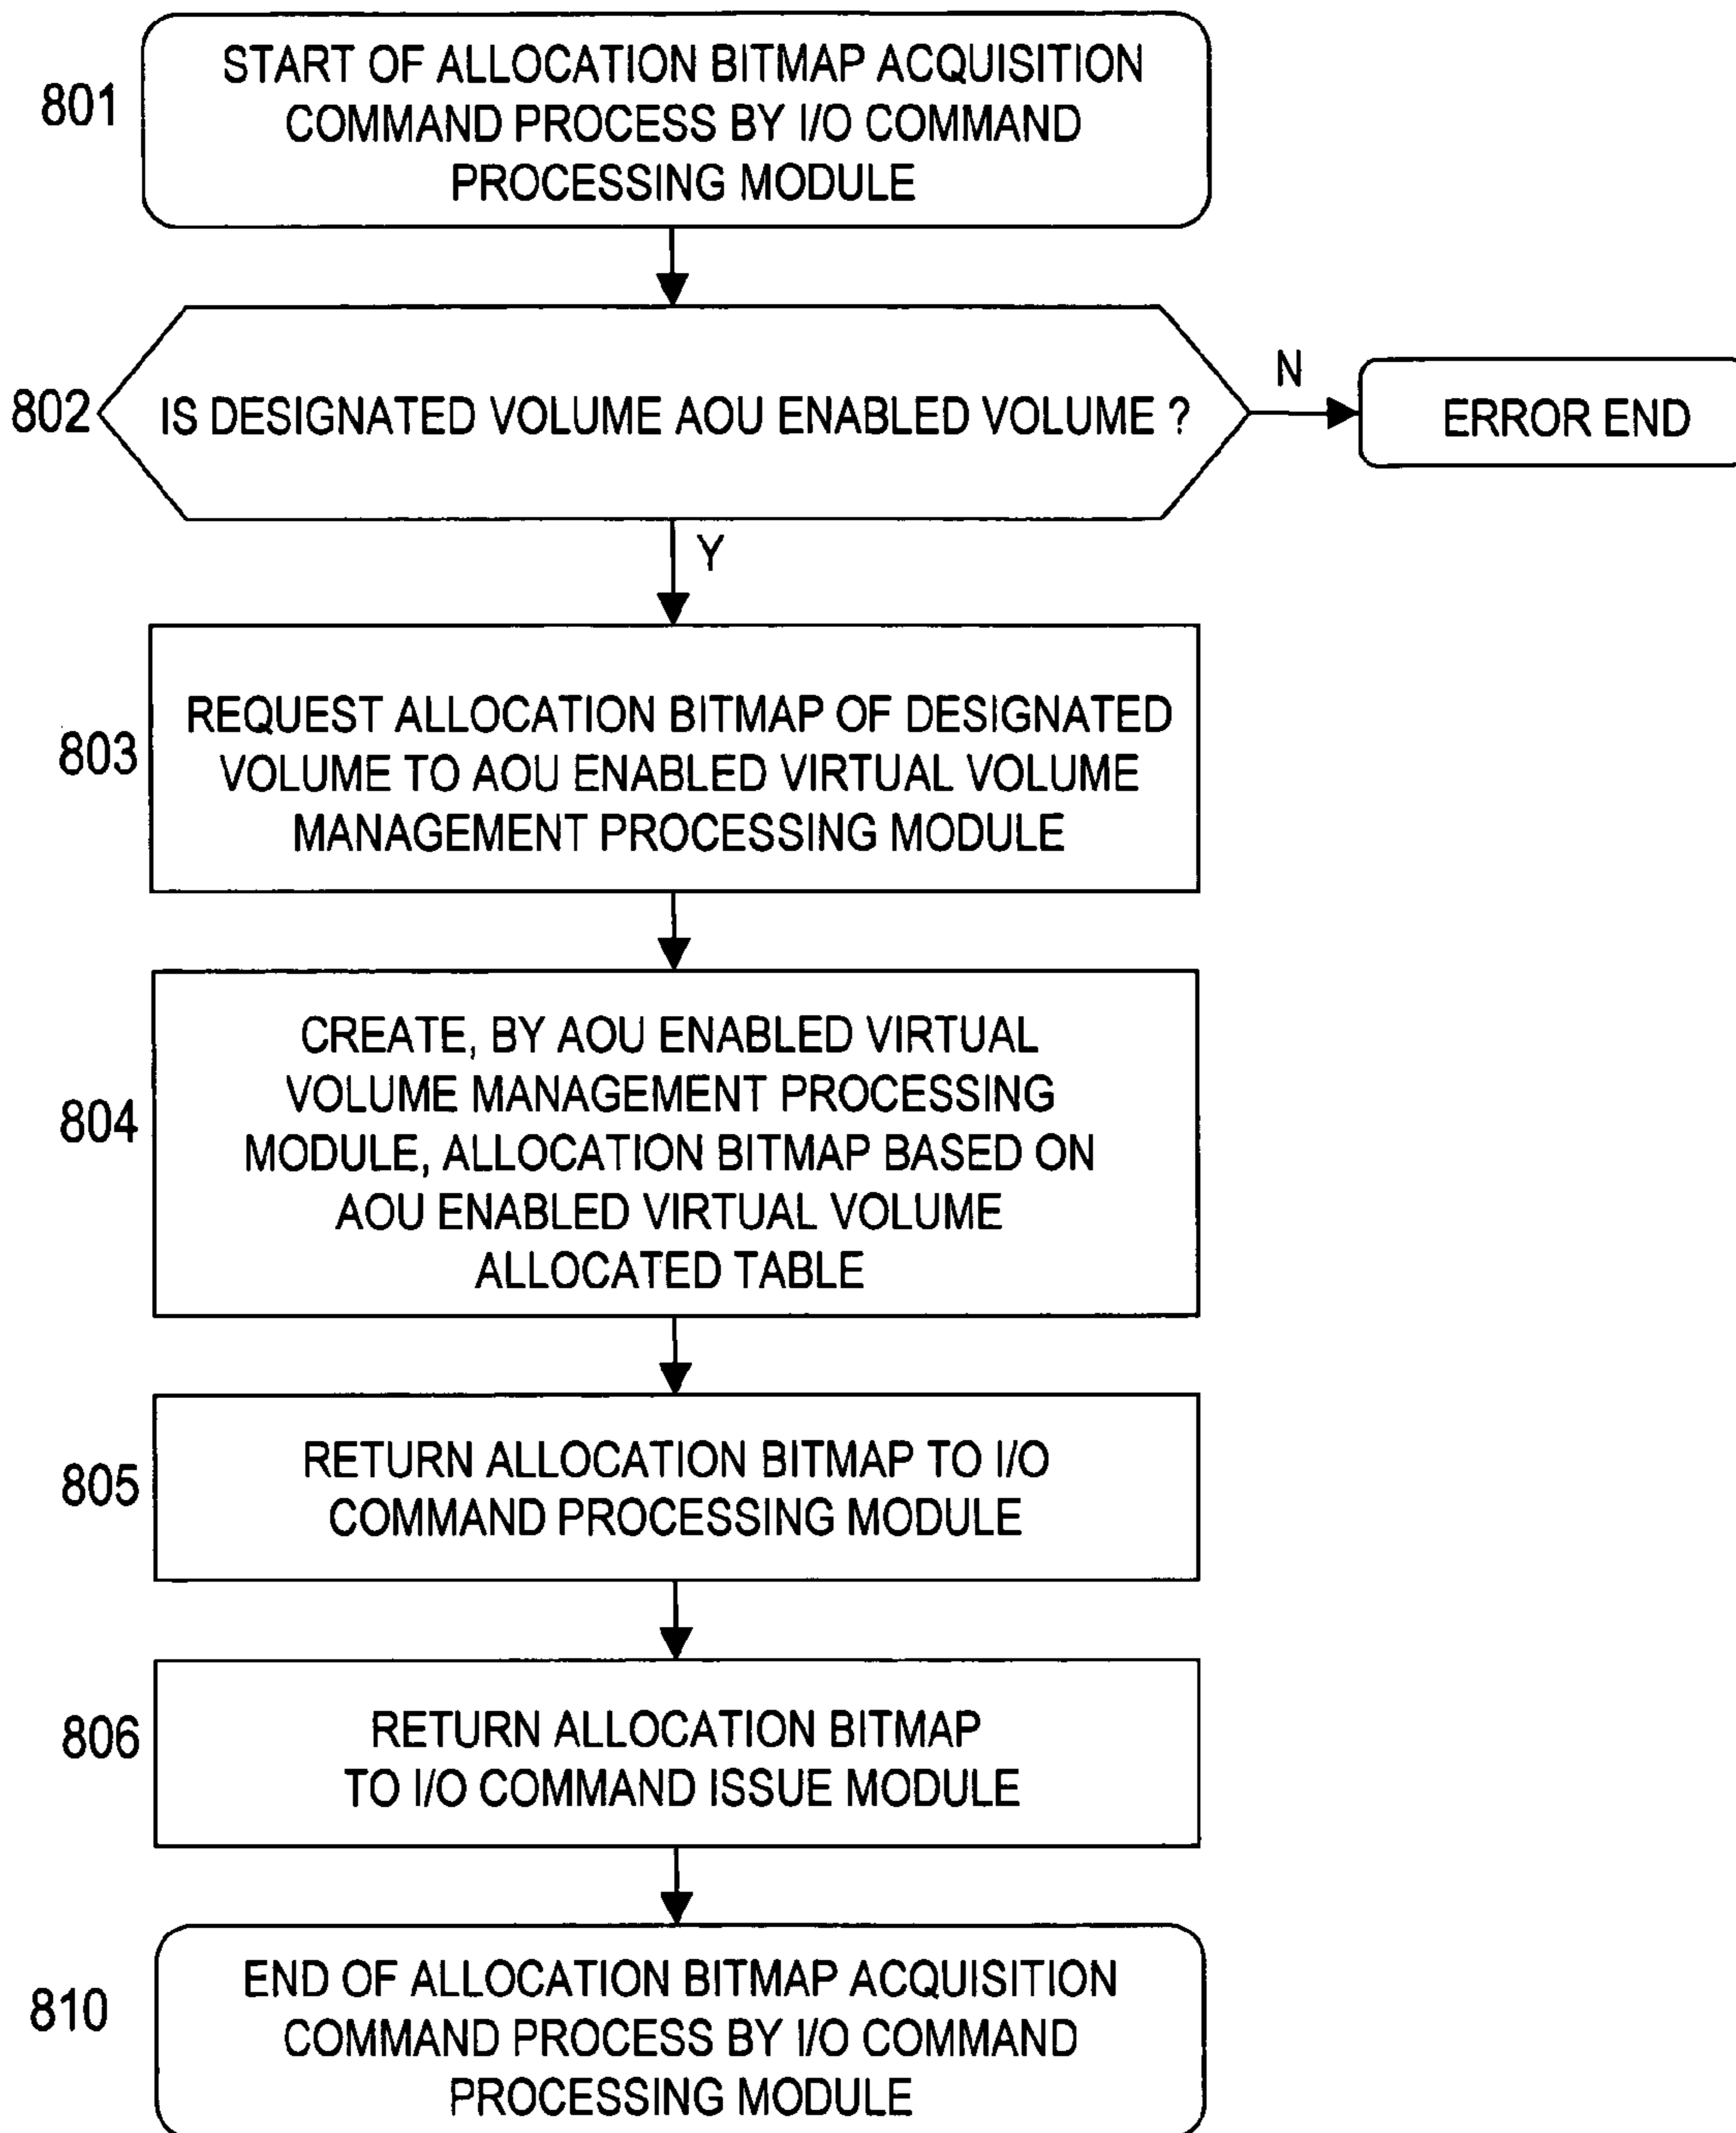 801
START OF ALLOCATION BITMAP ACQUISITION
COMMAND PROCESS BY I/O COMMAND
PROCESSING MODULE
802
IS DESIGNATED VOLUME AOU ENABLED VOLUME ?
N
ERROR END
Y
803
REQUEST ALLOCATION BITMAP OF DESIGNATED
VOLUME TO AOU ENABLED VIRTUAL VOLUME
MANAGEMENT PROCESSING MODULE
804
CREATE, BY AOU ENABLED VIRTUAL
VOLUME MANAGEMENT PROCESSING
MODULE, ALLOCATION BITMAP BASED ON
AOU ENABLED VIRTUAL VOLUME
ALLOCATED TABLE
805
RETURN ALLOCATION BITMAP TO I/O
COMMAND PROCESSING MODULE
806
RETURN ALLOCATION BITMAP
TO I/O COMMAND ISSUE MODULE
810
END OF ALLOCATION BITMAP ACQUISITION
COMMAND PROCESS BY I/O COMMAND
PROCESSING MODULE